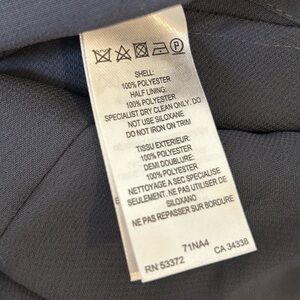 P
SHELL:
100% POLYESTER
HALF LINING:
100% POLYESTER
SPECIALIST DRY CLEAN ONLY. DO
NOT USE SILOXANE
DO NOT IRON ON TRIM
TISSU EXTERIEUR:
100% POLYESTER
DEMI DOUBLURE:
100% POLYESTER
NETTOYAGE A SEC SPECIALISE
SEULEMENT. NE PAS UTILISER DE
SILOXANO
NE PAS REPASSER SUR BORDURE
71NA4
RN 53372 CA 34338